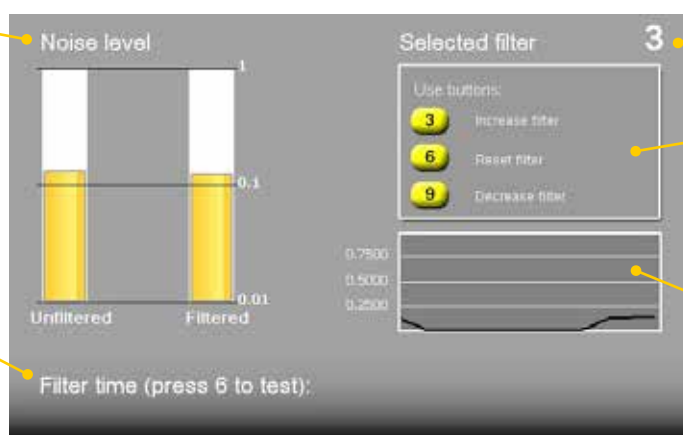 Noise level
1
0.1
0.01
Unfiltered
Filtered
Selected filter
3
Use buttons:
3 Increase filter
6 Reset filter
9 Decrease filter
0.7500
0.5000
0.2500
Filter time (press 6 to test):